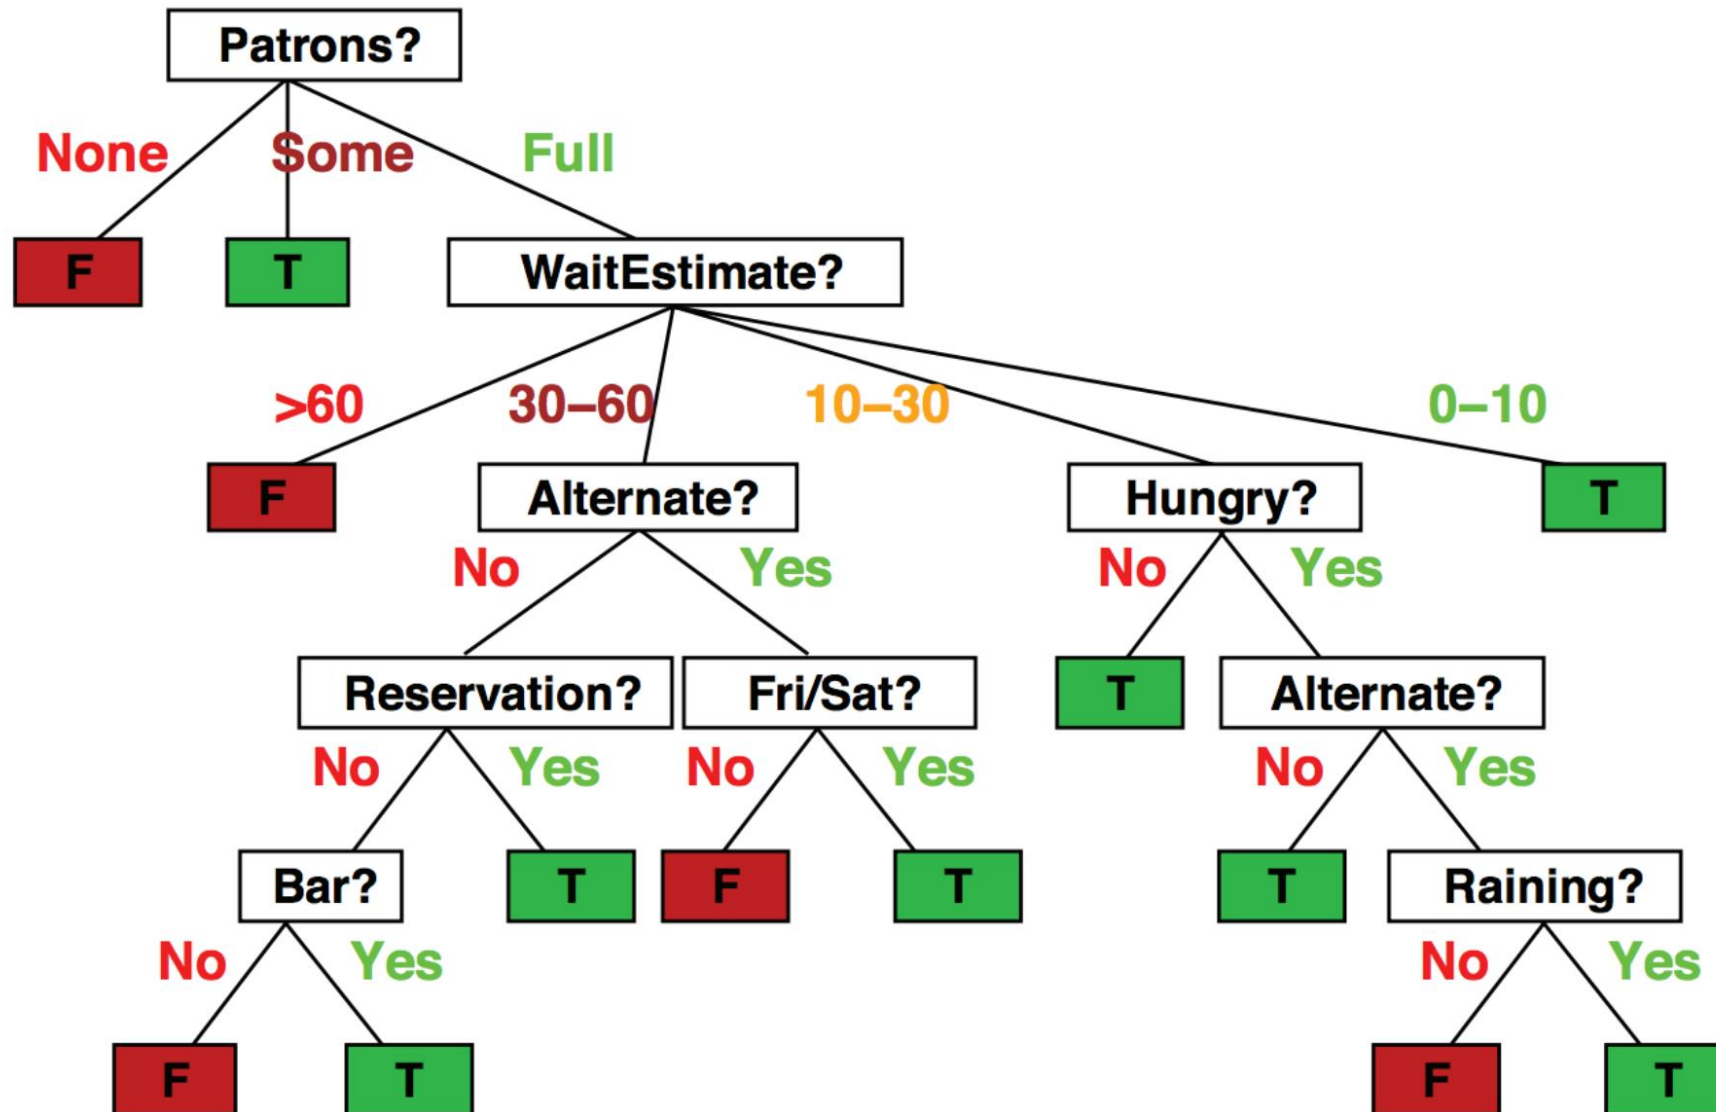 Patrons?
None Some Full
F T WaitEstimate?
>60 30–60 10–30 0–10
F Alternate? Hungry? T
No Yes No Yes
Reservation? Fri/Sat? T Alternate?
No Yes No Yes No Yes
Bar? T F T T Raining?
No Yes No Yes
F T F T